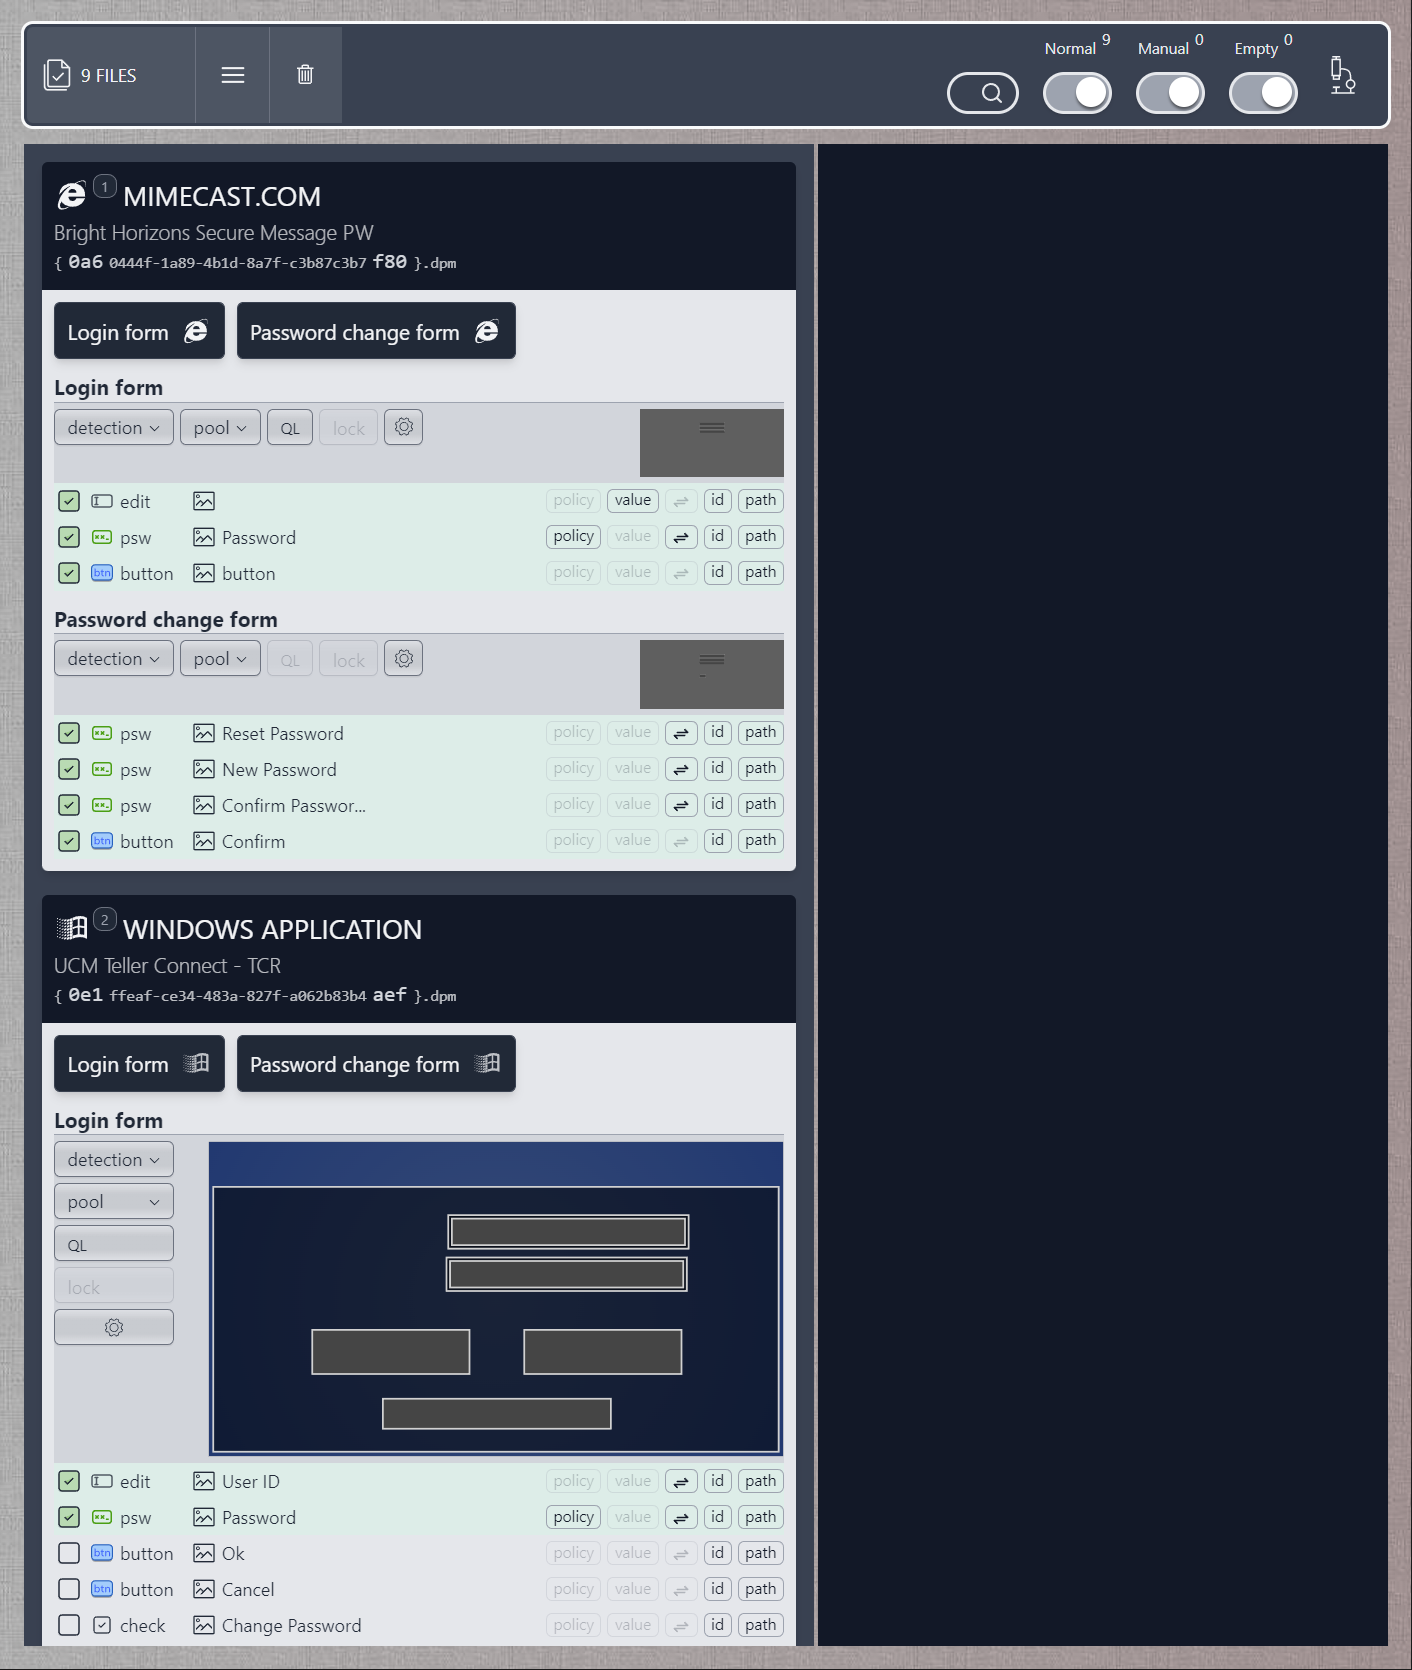 9 FILES
Normal 9
Manual 0
Empty 0
1 MIMECAST.COM
Bright Horizons Secure Message PW
{ 0a6 0444f-1a89-4b1d-8a7f-c3b87c3b7 f80 }.dpm
Login form
Password change form
Login form
detection pool QL lock
edit policy value id path
psw Password policy value id path
btn button button policy value id path
Password change form
detection pool QL lock
psw Reset Password policy value id path
psw New Password policy value id path
psw Confirm Passwor... policy value id path
btn button Confirm policy value id path
2 WINDOWS APPLICATION
UCM Teller Connect - TCR
{ 0e1 ffeaf-ce34-483a-827f-a062b83b4 aef }.dpm
Login form
Password change form
Login form
detection
pool
QL
lock
edit User ID policy value id path
psw Password policy value id path
btn button Ok policy value id path
btn button Cancel policy value id path
check Change Password policy value id path